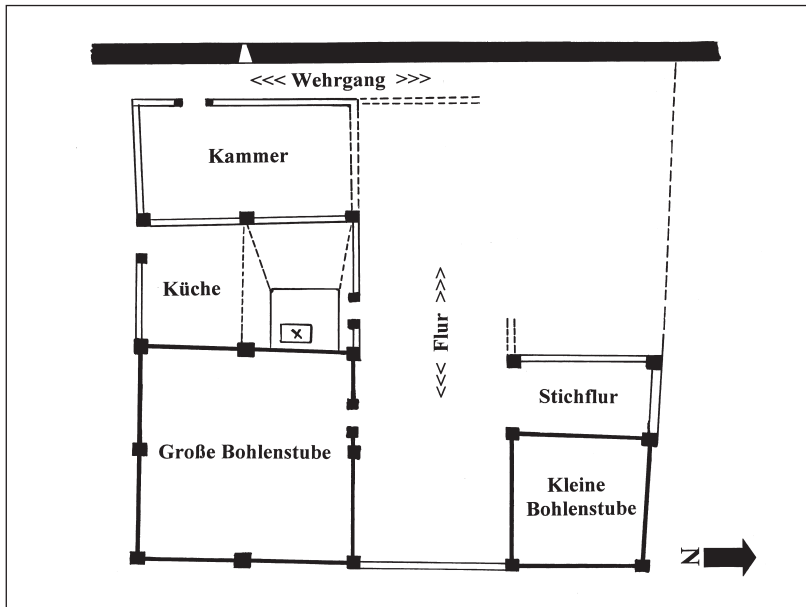 <<< Wehrgang >>>
Kammer
Küche
<<< Flur >>>
Stichflur
Große Bohlenstube
Kleine
Bohlenstube
x
N